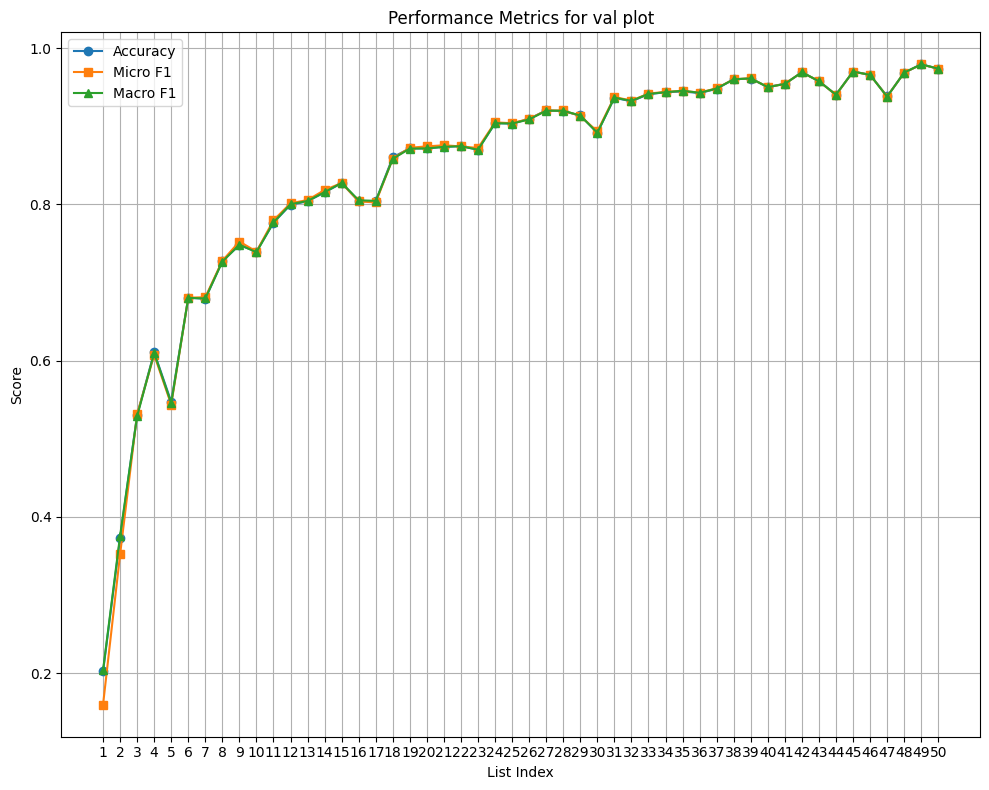 Performance Metrics for val plot
Accuracy
Micro F1
Macro F1
1.0
0.8
0.6
0.4
0.2
Score
1 2 3 4 5 6 7 8 9 10 11 12 13 14 15 16 17 18 19 20 21 22 23 24 25 26 27 28 29 30 31 32 33 34 35 36 37 38 39 40 41 42 43 44 45 46 47 48 49 50
List Index